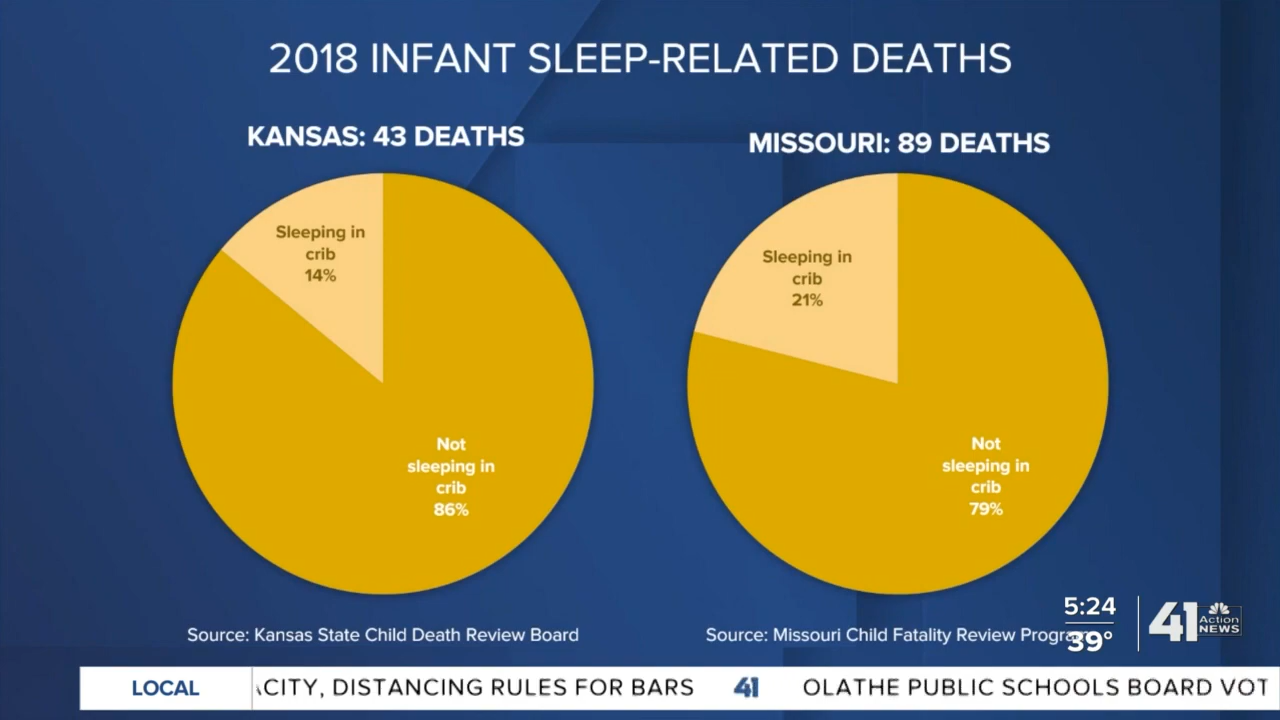 2018 INFANT SLEEP-RELATED DEATHS
KANSAS: 43 DEATHS
Sleeping in
crib
14%
Not
sleeping in
crib
86%
Source: Kansas State Child Death Review Board
MISSOURI: 89 DEATHS
Sleeping in
crib
21%
Not
sleeping in
crib
79%
Source: Missouri Child Fatality Review
5:24
39°
41 Action
NEWS
LOCAL
CITY, DISTANCING RULES FOR BARS 41 OLATHE PUBLIC SCHOOLS BOARD VOT